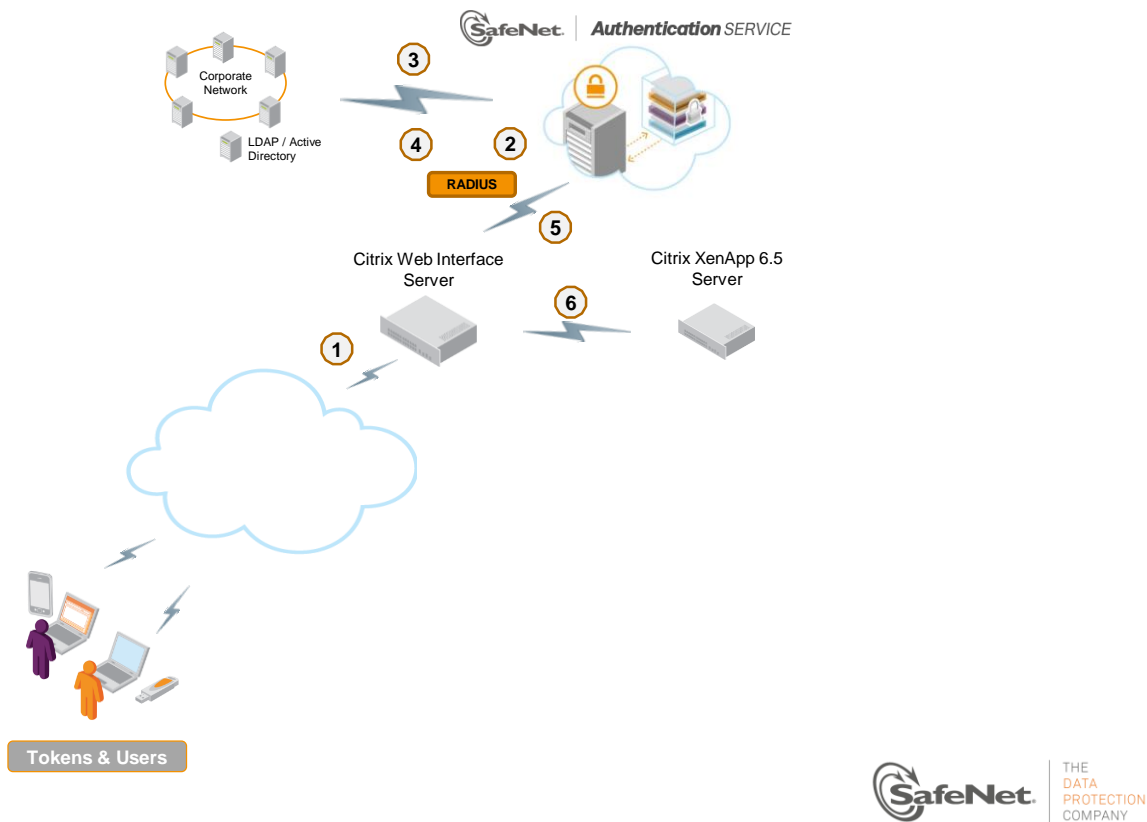 SafeNet. Authentication SERVICE
3
Corporate
Network
4
2
LDAP / Active
Directory
RADIUS
5
Citrix Web Interface
Server
Citrix XenApp 6.5
Server
6
1
Tokens & Users
SafeNet.
THE
DATA
PROTECTION
COMPANY